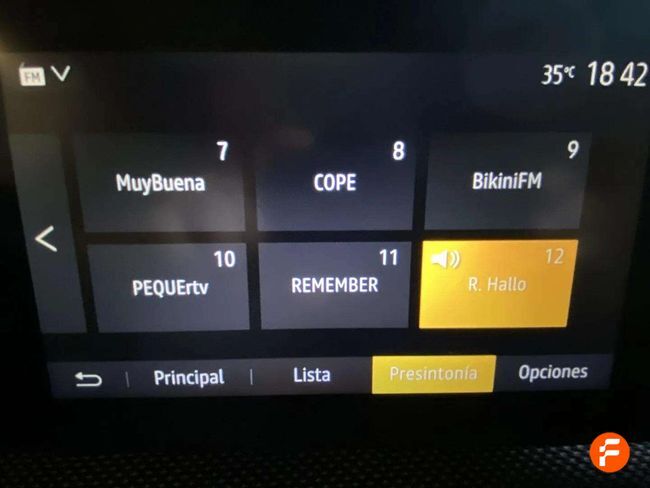 FM
35°C 18 42
7
MuyBuena
8
COPE
9
BikiniFM
10
PEQUErtv
11
REMEMBER
12
R. Hallo
Principal
Lista
Presintonía
Opciones